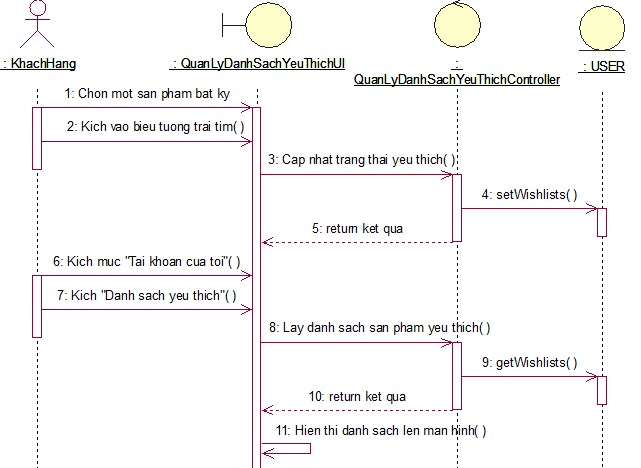 : KhachHang
: QuanLyDanhSachYeuThichUI
:
QuanLyDanhSachYeuThichController
: USER
1: Chon mot san pham bat ky
2: Kich vao bieu tuong trai tim( )
3: Cap nhat trang thai yeu thich( )
4: setWishlists( )
5: return ket qua
6: Kich muc "Tai khoan cua toi"( )
7: Kich "Danh sach yeu thich"( )
8: Lay danh sach san pham yeu thich( )
9: getWishlists( )
10: return ket qua
11: Hien thi danh sach len man hinh( )